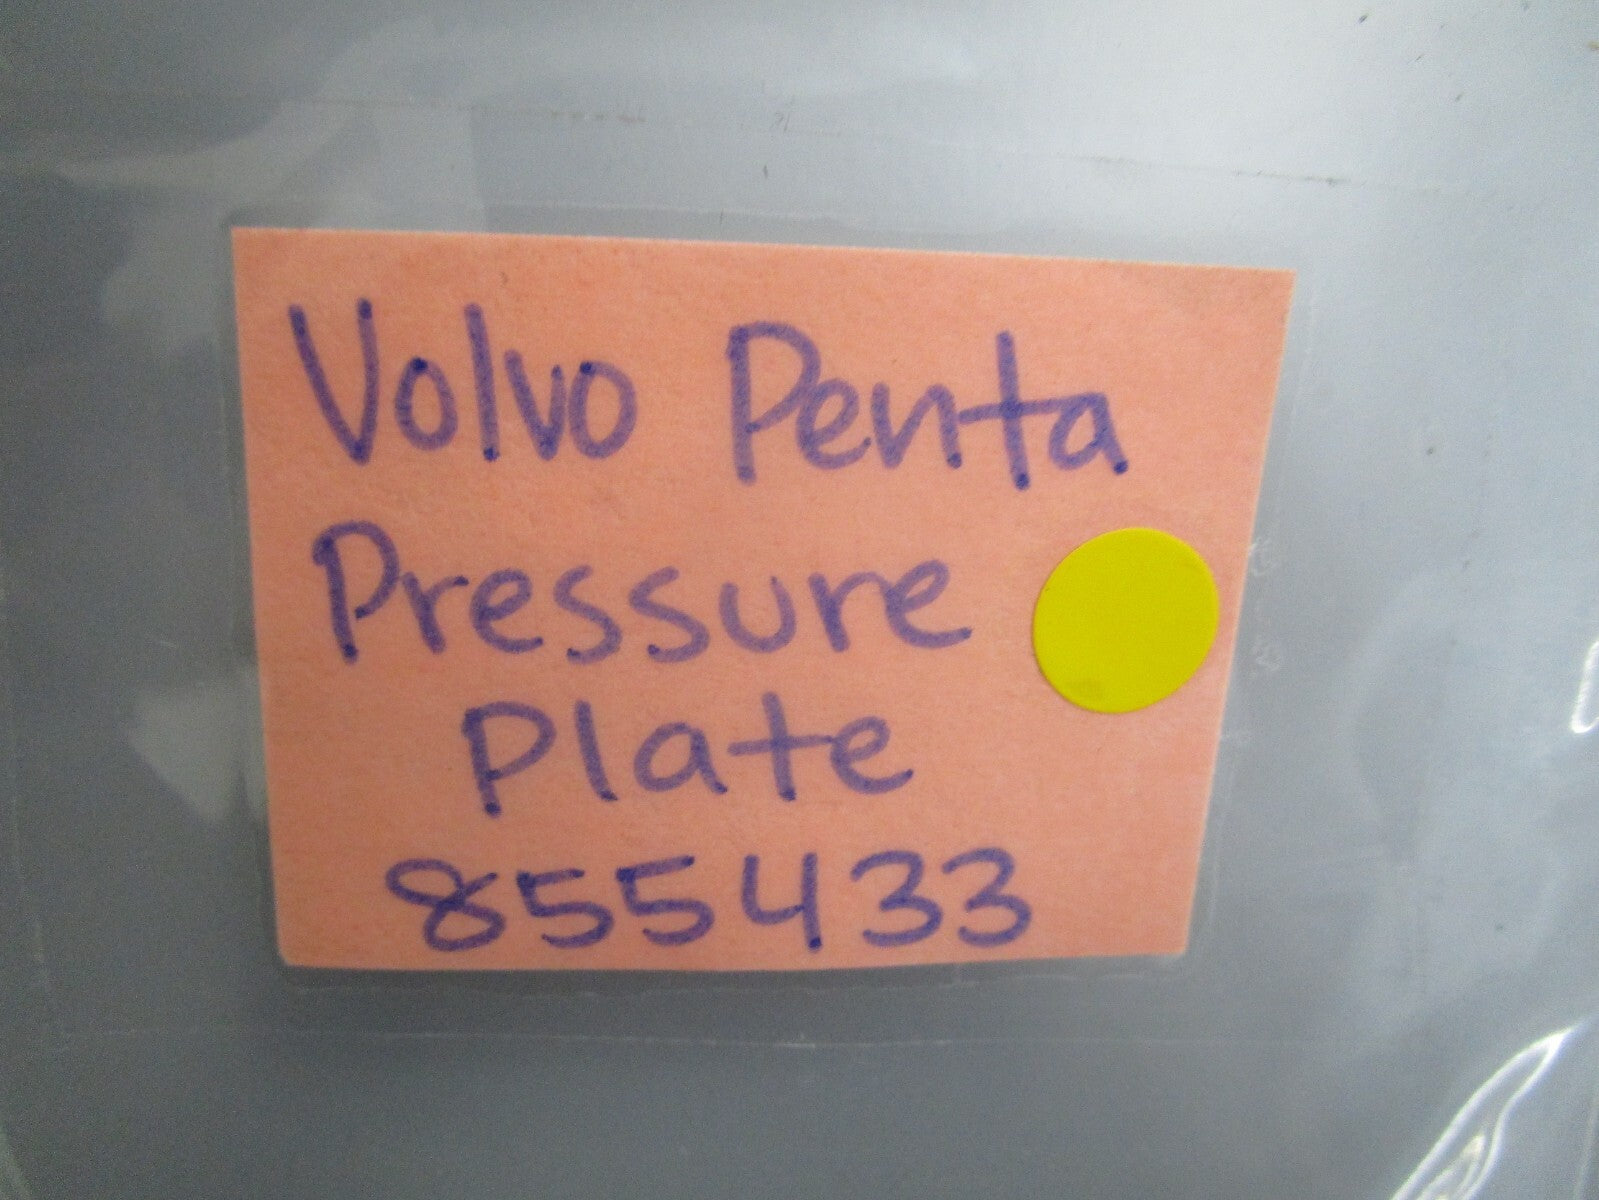 Volvo Penta
Pressure
Plate
855433